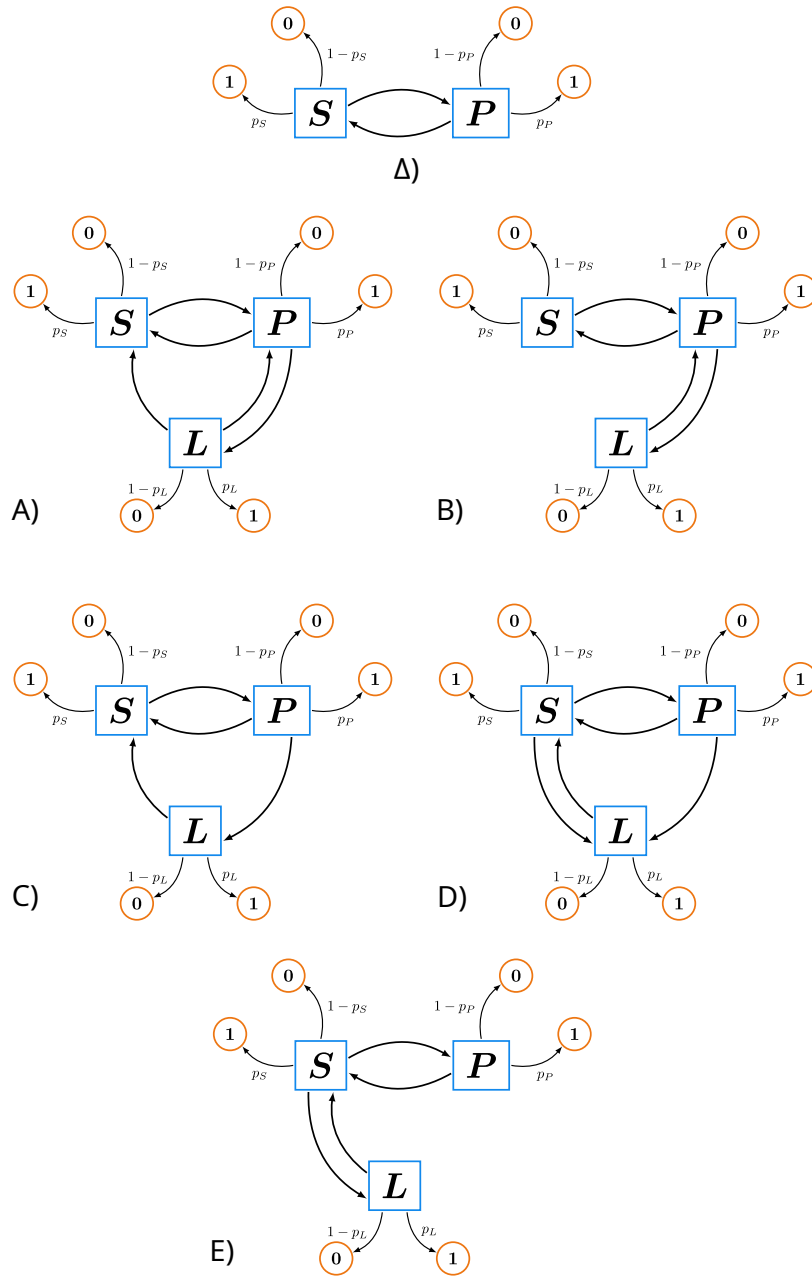 0 0
1 - p_S 1 - p_P
1 S P 1
p_S p_P
Δ)
0 0 0 0
1 - p_S 1 - p_P 1 - p_S 1 - p_P
1 S P 1 1 S P 1
p_S p_P p_S p_P
L L
1 - p_L p_L 1 - p_L p_L
A) 0 1 B) 0 1
0 0 0 0
1 - p_S 1 - p_P 1 - p_S 1 - p_P
1 S P 1 1 S P 1
p_S p_P p_S p_P
L L
1 - p_L p_L 1 - p_L p_L
C) 0 1 D) 0 1
0 0
1 - p_S 1 - p_P
1 S P 1
p_S p_P
L
1 - p_L p_L
E) 0 1